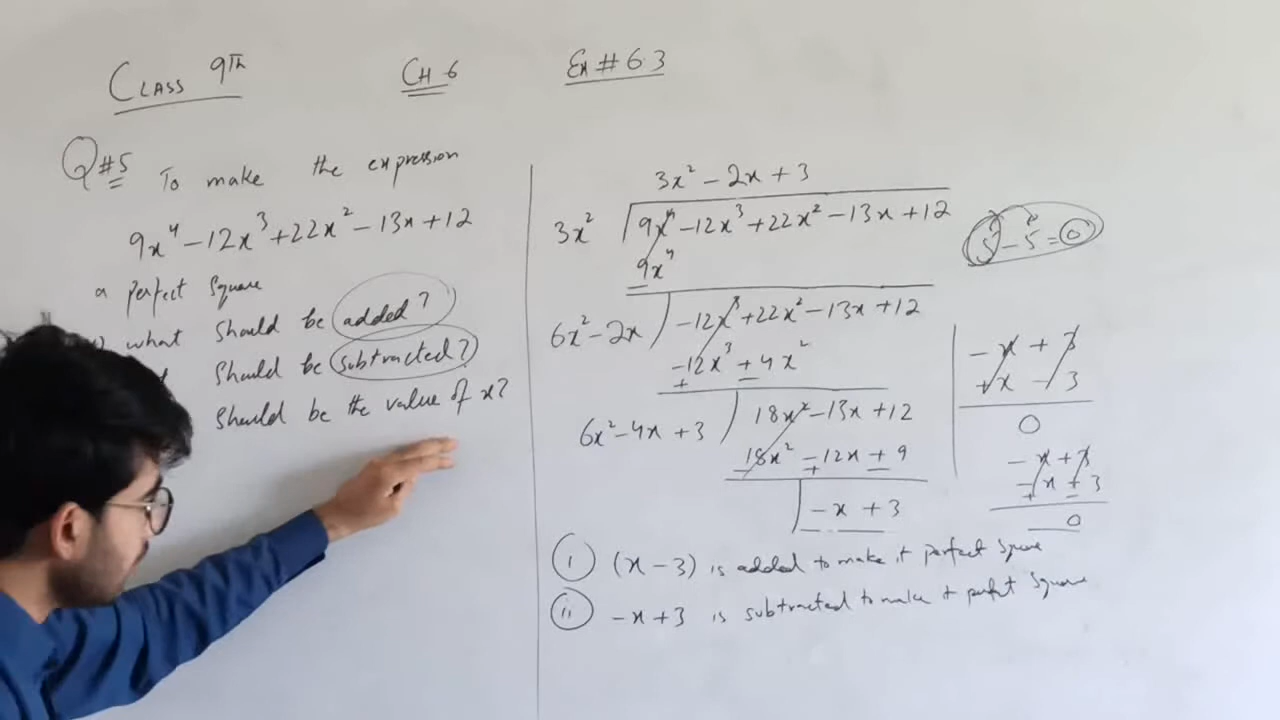 CLASS 9TH CH 6 Ex # 6.3
Q#5 To make the expression
9x⁴ - 12x³ + 22x² - 13x + 12
a perfect Square
what should be added?
should be subtracted?
should be the value of x?
3x² - 2x + 3
3x² 9x⁴ - 12x³ + 22x² - 13x + 12
9x⁴
6x² - 2x -12x³ + 22x² - 13x + 12
-12x³ + 4x²
+ -
6x² - 4x + 3 18x² - 13x + 12
18x² - 12x + 9
- + -
-x + 3
5 - 5 = 0
-x + 3
+x - 3
0
-x + 3
-x + 3
+ -
0
i (x - 3) is added to make it perfect Square
ii -x + 3 is subtracted to make it perfect Square